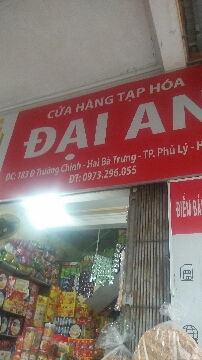 CỬA HÀNG TẠP HÓA
ĐẠI AN
ĐC: 183 Đ Trường Chinh - Hai Bà Trưng - TP. Phủ Lý - H
ĐT: 0973.296.055
ĐIỂM BÁN